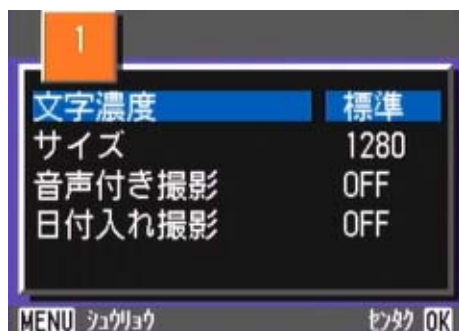 1
文字濃度 標準
サイズ 1280
音声付き撮影 OFF
日付入れ撮影 OFF
MENU シュウリョウ センタク OK